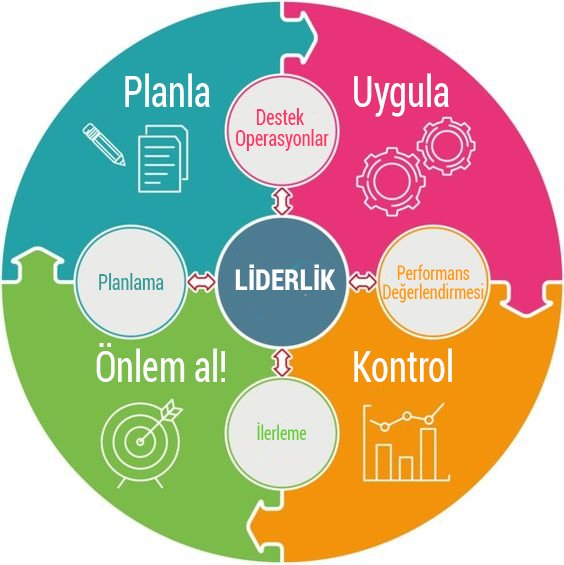 Planla
Uygula
Destek
Operasyonlar
Planlama
LİDERLİK
Performans
Değerlendirmesi
Önlem al!
Kontrol
İlerleme